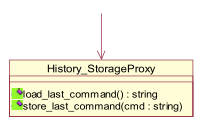 History_StorageProxy
load_last_command() : string
store_last_command(cmd : string)